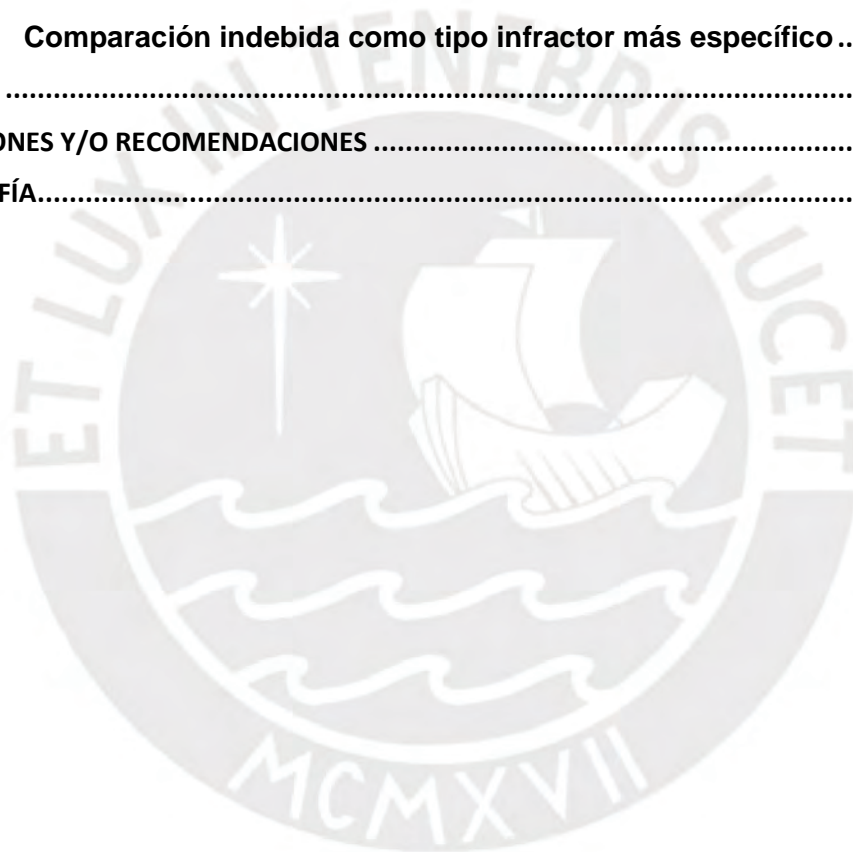 Comparación indebida como tipo infractor más específico ..
................................................................................................................
ONES Y/O RECOMENDACIONES ................................................................
FÍA................................................................................................................
ET LUX IN TENEBRIS LUCET
MCMXVII